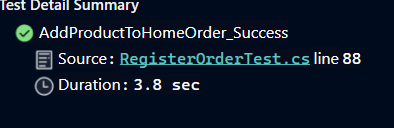 Test Detail Summary
AddProductToHomeOrder_Success
Source: RegisterOrderTest.cs line 88
Duration: 3.8 sec